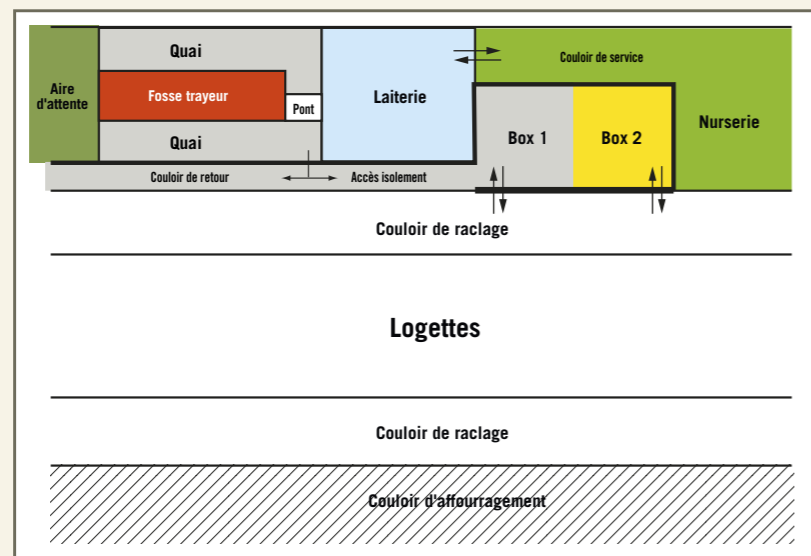 Quai
Couloir de service
Aire
d'attente
Fosse trayeur
Pont
Laiterie
Nurserie
Quai
Box 1
Box 2
Couloir de retour
Accès isolement
Couloir de raclage
Logettes
Couloir de raclage
Couloir d'affourragement